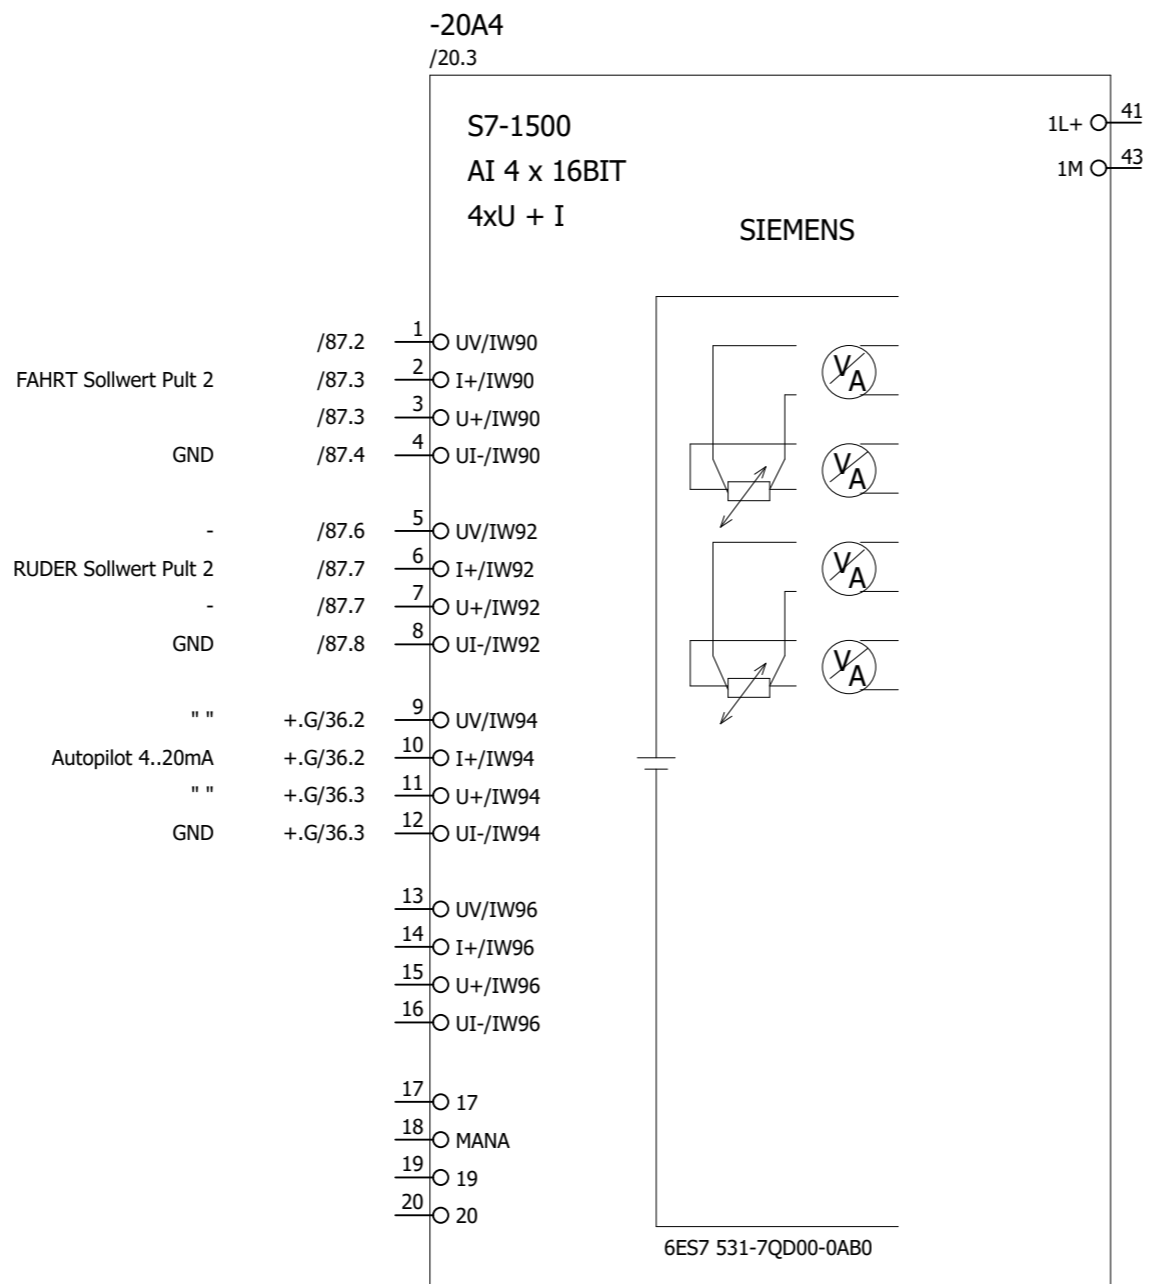 -20A4
/20.3
S7-1500
AI 4 x 16BIT
4xU + I
SIEMENS
1L+ 41
1M 43
/87.2 1 UV/IW90
FAHRT Sollwert Pult 2 /87.3 2 I+/IW90
/87.3 3 U+/IW90
GND /87.4 4 UI-/IW90
- /87.6 5 UV/IW92
RUDER Sollwert Pult 2 /87.7 6 I+/IW92
- /87.7 7 U+/IW92
GND /87.8 8 UI-/IW92
" " +.G/36.2 9 UV/IW94
Autopilot 4..20mA +.G/36.2 10 I+/IW94
" " +.G/36.3 11 U+/IW94
GND +.G/36.3 12 UI-/IW94
13 UV/IW96
14 I+/IW96
15 U+/IW96
16 UI-/IW96
17 17
18 MANA
19 19
20 20
V A
V A
V A
V A
6ES7 531-7QD00-0AB0